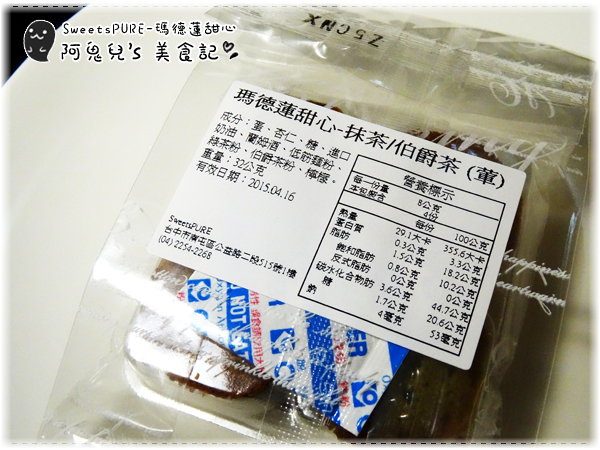 SweetsPURE-瑪德蓮甜心
阿鬼兒's 美食記
Z5CNX
瑪德蓮甜心-抹茶/伯爵茶 (葷)
成分：蛋、杏仁、糖、進口
奶油、蘭姆酒、低筋麵粉、
綠茶粉、伯爵茶粉、檸檬。
重量：32公克
有效日期：2015.04.16
SweetsPURE
台中市南屯區公益路二段515號1樓
(04) 2254-2268
營養標示
每一份量 8公克
本包裝含 4份
每份 100公克
熱量 29.1大卡 355.6大卡
蛋白質 0.3公克 3.3公克
脂肪 1.5公克 18.2公克
飽和脂肪 0.8公克 10.2公克
反式脂肪 0公克 0公克
碳水化合物 3.6公克 44.7公克
糖 1.7公克 20.6公克
鈉 4毫克 53毫克
happiness